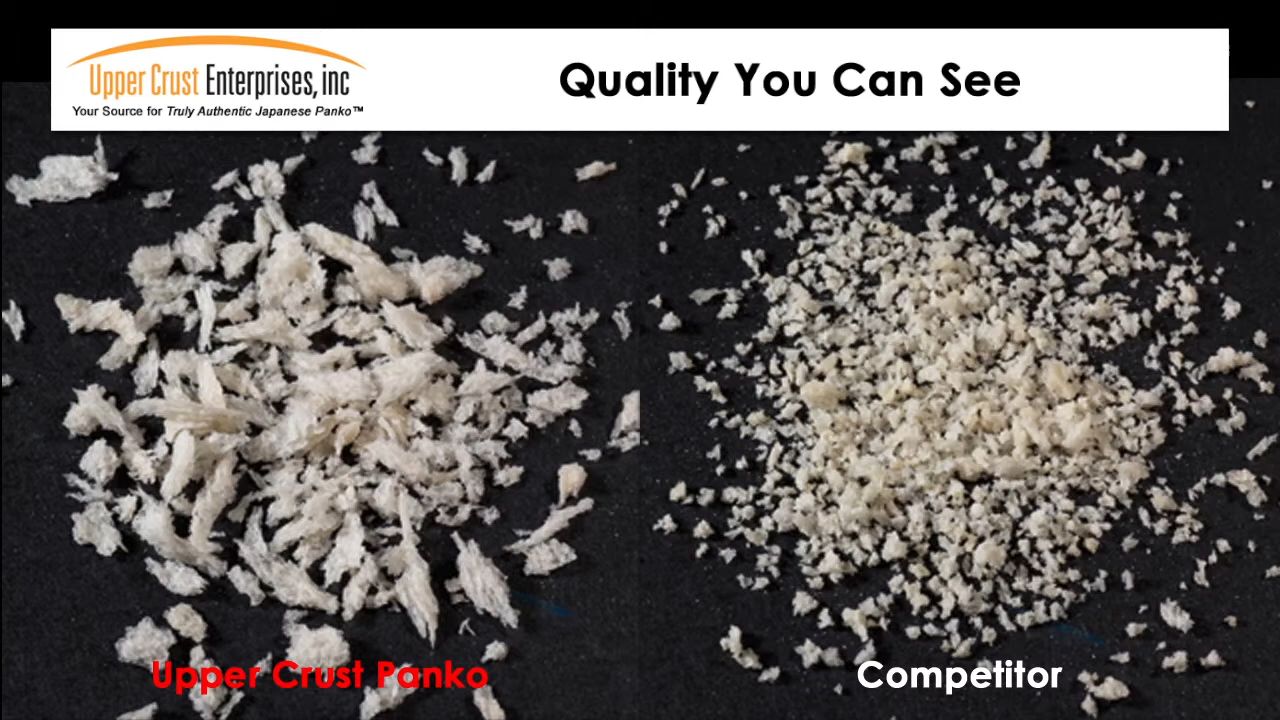 Upper Crust Enterprises, inc
Your Source for Truly Authentic Japanese Panko™
Quality You Can See
Upper Crust Panko
Competitor